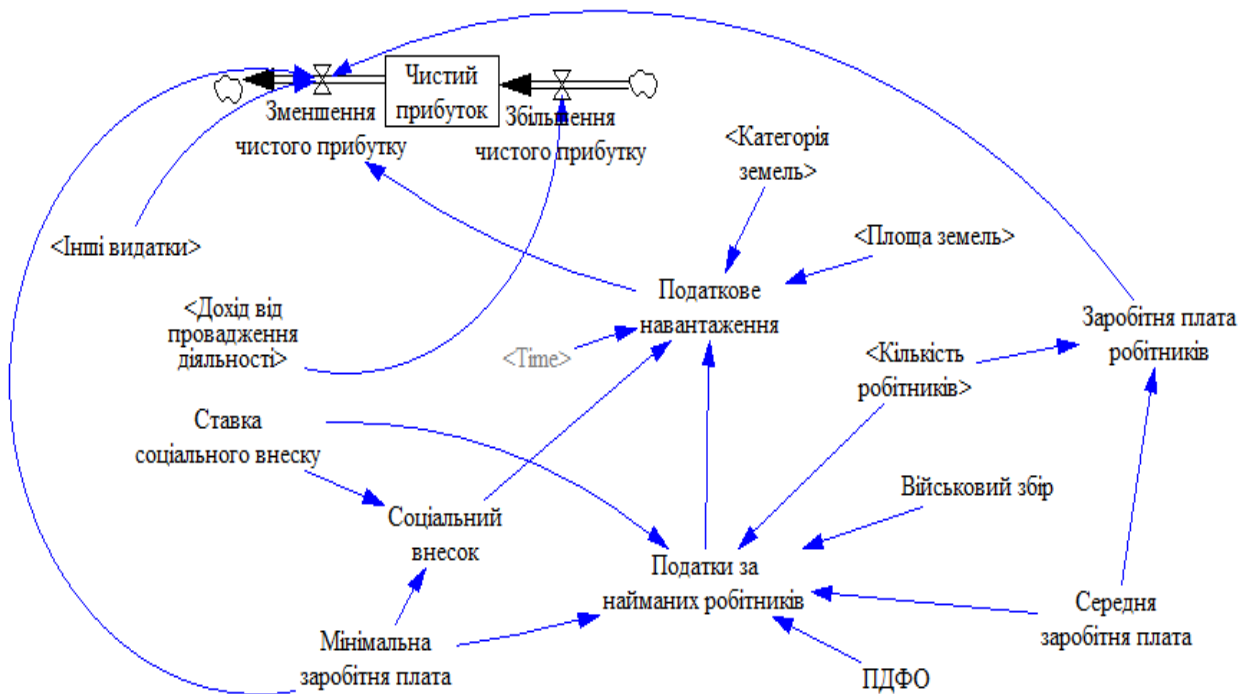 Чистий
прибуток
Зменшення
чистого прибутку
Збільшення
чистого прибутку
<Категорія
земель>
<Інші видатки>
<Площа земель>
<Дохід від
провадження
діяльності>
Податкове
навантаження
Заробітня плата
робітників
<Time>
<Кількість
робітників>
Ставка
соціального внеску
Військовий збір
Соціальний
внесок
Податки за
найманих робітників
Середня
заробітня плата
Мінімальна
заробітня плата
ПДФО